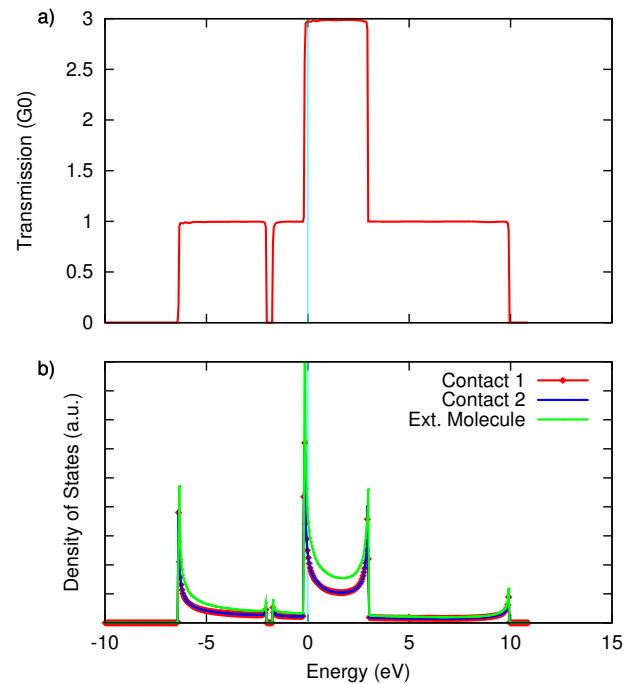 a)
3
2.5
2
1.5
1
0.5
0
Transmission (G0)
b)
Contact 1
Contact 2
Ext. Molecule
Density of States (a.u.)
-10 -5 0 5 10 15
Energy (eV)